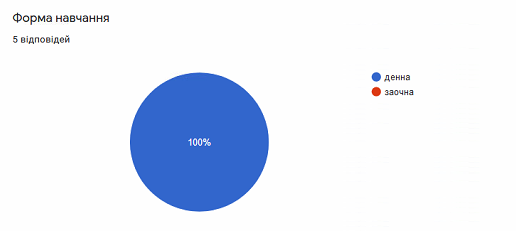 Форма навчання
5 відповідей
денна
заочна
100%